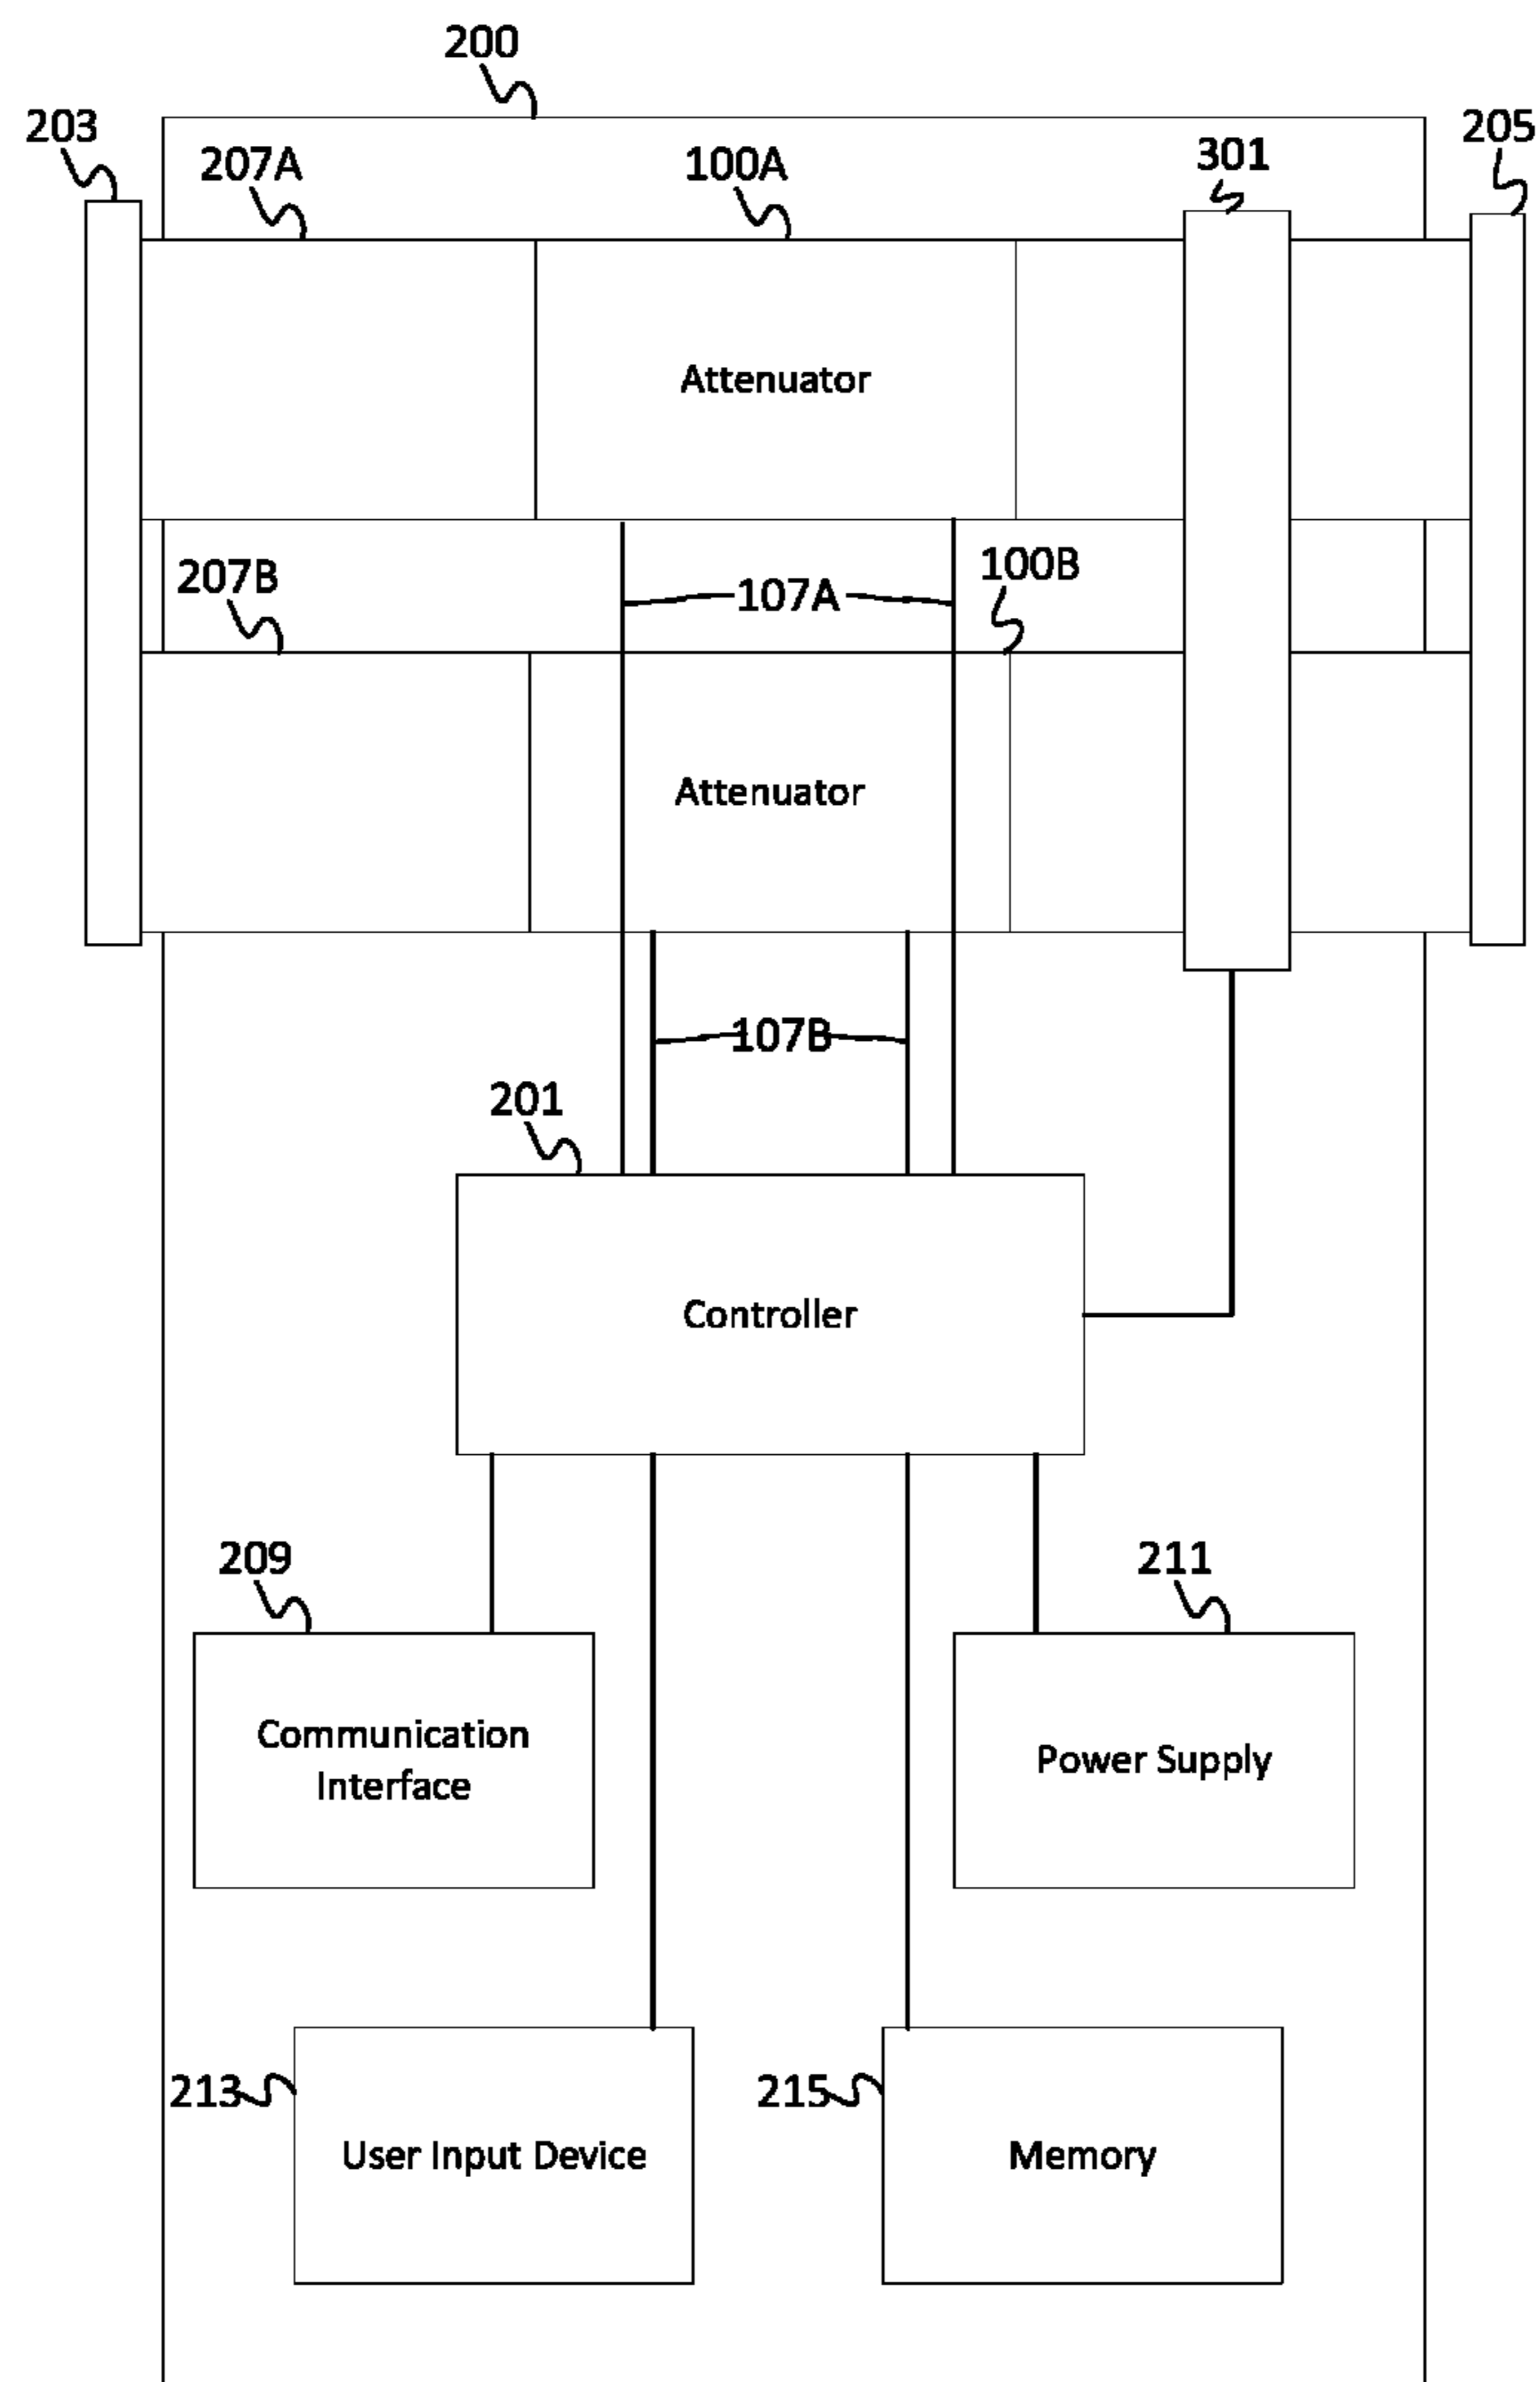 200
203
205
207A
100A
301
Attenuator
207B
107A
100B
Attenuator
107B
201
Controller
209
211
Communication
Interface
Power Supply
213
215
User Input Device
Memory